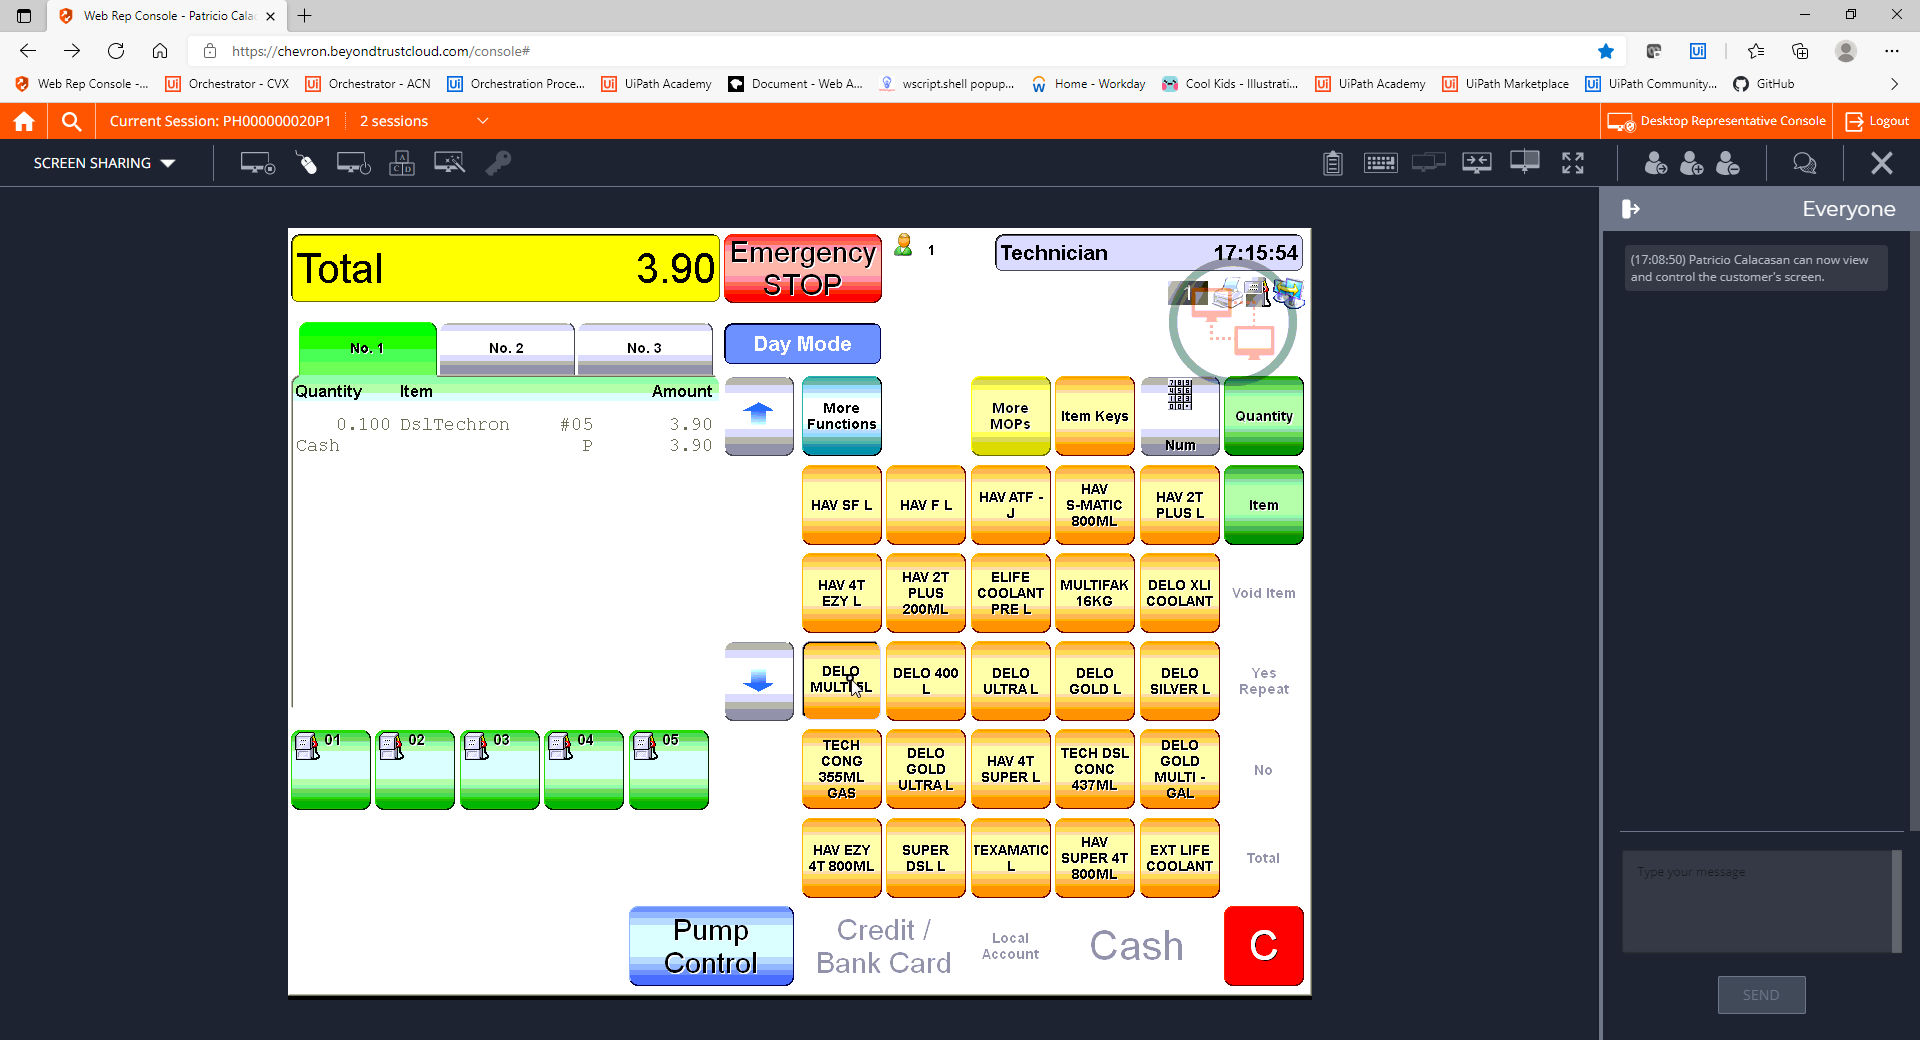 Web Rep Console - Patricio Cala
https://chevron.beyondtrustcloud.com/console#
Web Rep Console -...
Orchestrator - CVX
Orchestrator - ACN
Orchestration Proce...
UiPath Academy
Document - Web A...
wscript.shell popup...
Home - Workday
Cool Kids - Illustrati...
UiPath Academy
UiPath Marketplace
UiPath Community...
GitHub
Current Session: PH000000020P1
2 sessions
Desktop Representative Console
Logout
SCREEN SHARING
Everyone
(17:08:50) Patricio Calacasan can now view
and control the customer's screen.
Total 3.90
Emergency
STOP
1
Technician 17:15:54
1
No. 1
No. 2
No. 3
Day Mode
Quantity Item Amount
0.100 DslTechron #05 3.90
Cash P 3.90
More
Functions
More
MOPs
Item Keys
Num
Quantity
HAV SF L
HAV F L
HAV ATF -
J
HAV
S-MATIC
800ML
HAV 2T
PLUS L
Item
HAV 4T
EZY L
HAV 2T
PLUS
200ML
ELIFE
COOLANT
PRE L
MULTIFAK
16KG
DELO XLI
COOLANT
Void Item
DELO
DELO 400
L
DELO
ULTRA L
DELO
GOLD L
DELO
SILVER L
Yes
Repeat
01
02
03
04
05
TECH
CONG
355ML
GAS
DELO
GOLD
ULTRA L
HAV 4T
SUPER L
TECH DSL
CONC
437ML
DELO
GOLD
MULTI -
GAL
No
HAV EZY
4T 800ML
SUPER
DSL L
TEXAMATIC
L
HAV
SUPER 4T
800ML
EXT LIFE
COOLANT
Total
Pump
Control
Credit /
Bank Card
Local
Account
Cash
C
Type your message
SEND